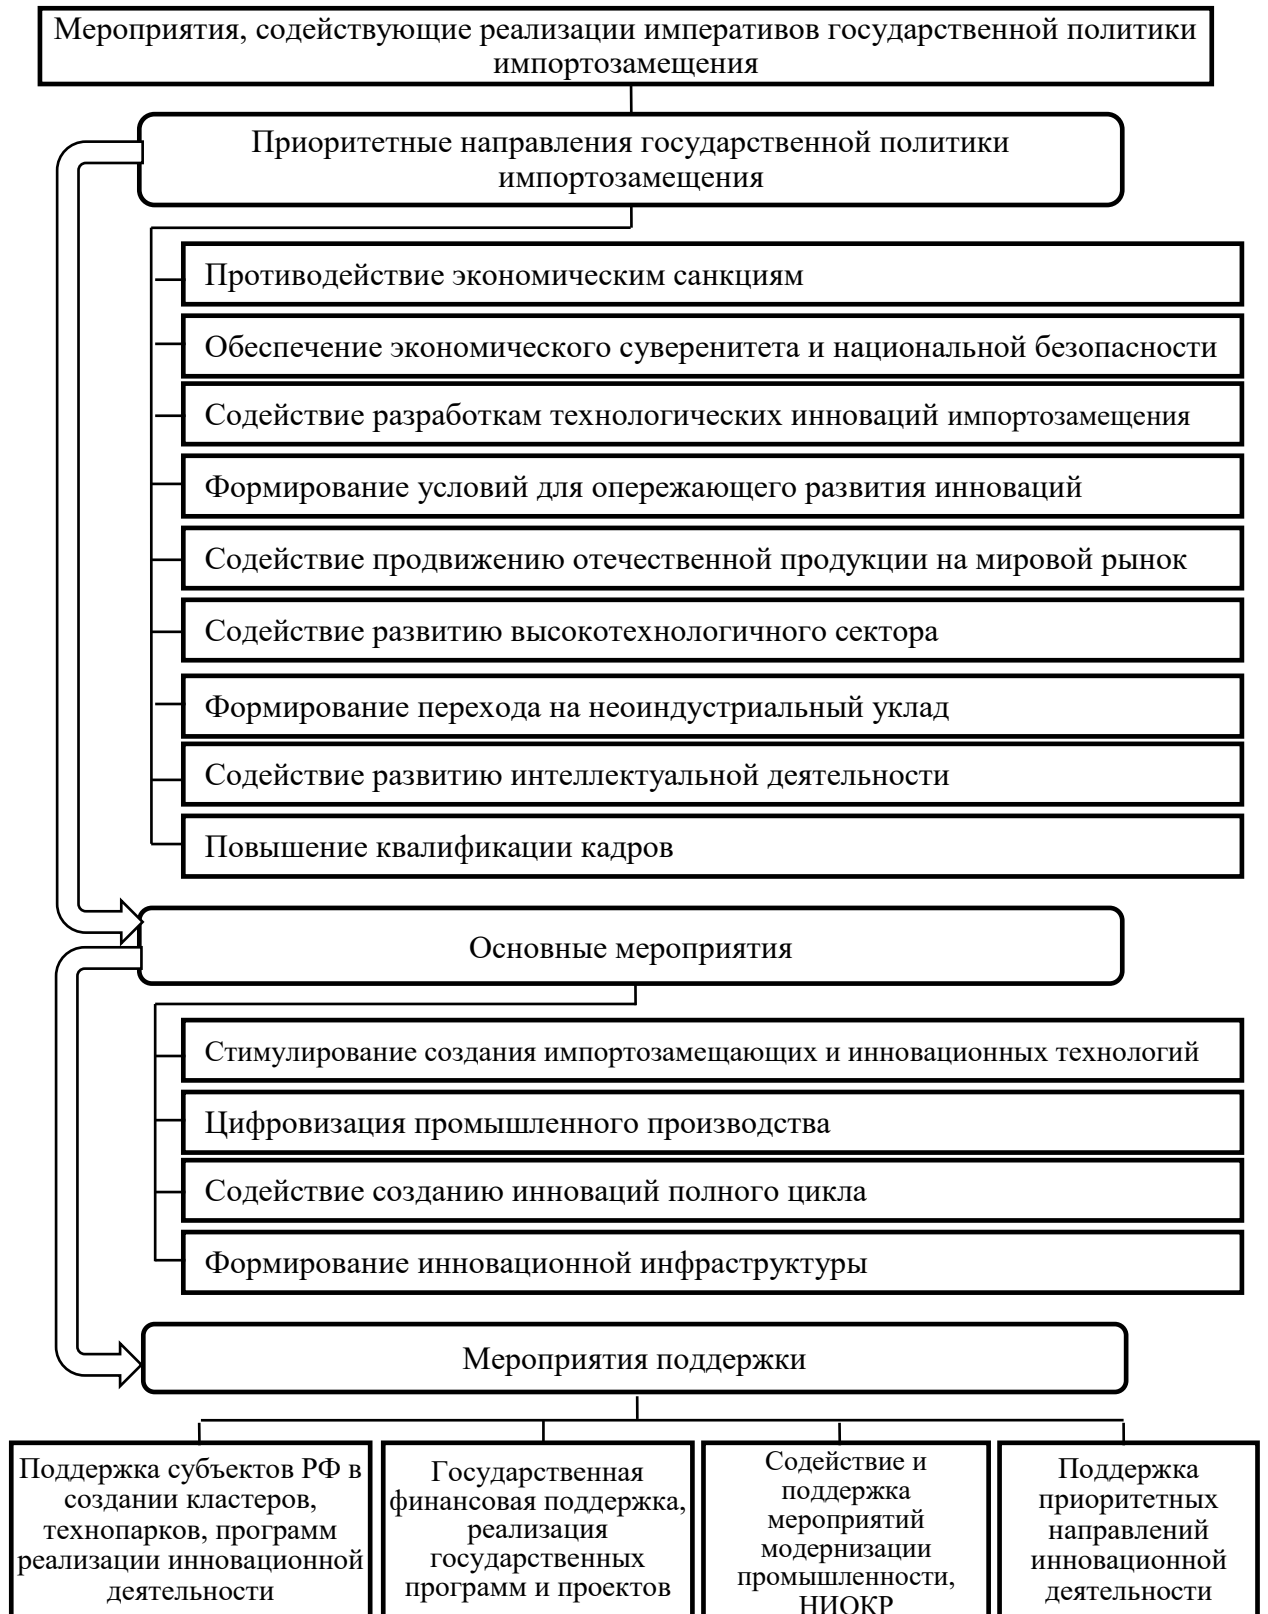 Мероприятия, содействующие реализации императивов государственной политики
импортозамещения
Приоритетные направления государственной политики
импортозамещения
Противодействие экономическим санкциям
Обеспечение экономического суверенитета и национальной безопасности
Содействие разработкам технологических инноваций импортозамещения
Формирование условий для опережающего развития инноваций
Содействие продвижению отечественной продукции на мировой рынок
Содействие развитию высокотехнологичного сектора
Формирование перехода на неоиндустриальный уклад
Содействие развитию интеллектуальной деятельности
Повышение квалификации кадров
Основные мероприятия
Стимулирование создания импортозамещающих и инновационных технологий
Цифровизация промышленного производства
Содействие созданию инноваций полного цикла
Формирование инновационной инфраструктуры
Мероприятия поддержки
Поддержка субъектов РФ в
создании кластеров,
технопарков, программ
реализации инновационной
деятельности
Государственная
финансовая поддержка,
реализация
государственных
программ и проектов
Содействие и
поддержка
мероприятий
модернизации
промышленности,
НИОКР
Поддержка
приоритетных
направлений
инновационной
деятельности